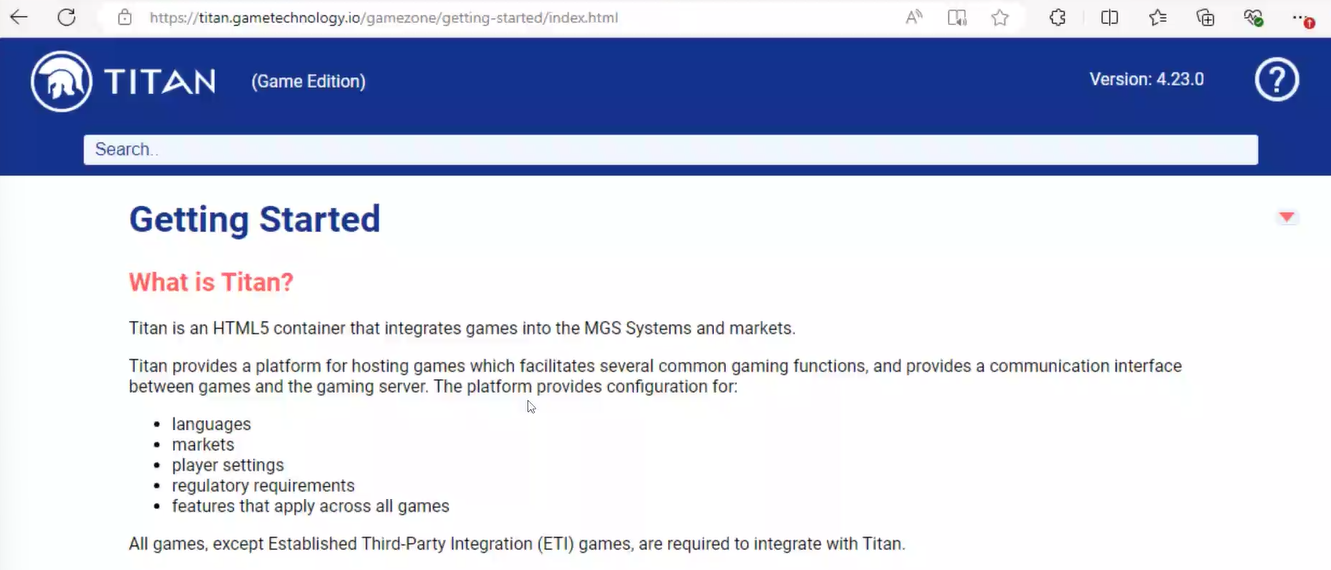 https://titan.gametechnology.io/gamezone/getting-started/index.html
TITAN (Game Edition) Version: 4.23.0 ?
Search..
Getting Started
What is Titan?
Titan is an HTML5 container that integrates games into the MGS Systems and markets.
Titan provides a platform for hosting games which facilitates several common gaming functions, and provides a communication interface
between games and the gaming server. The platform provides configuration for:
• languages
• markets
• player settings
• regulatory requirements
• features that apply across all games
All games, except Established Third-Party Integration (ETI) games, are required to integrate with Titan.